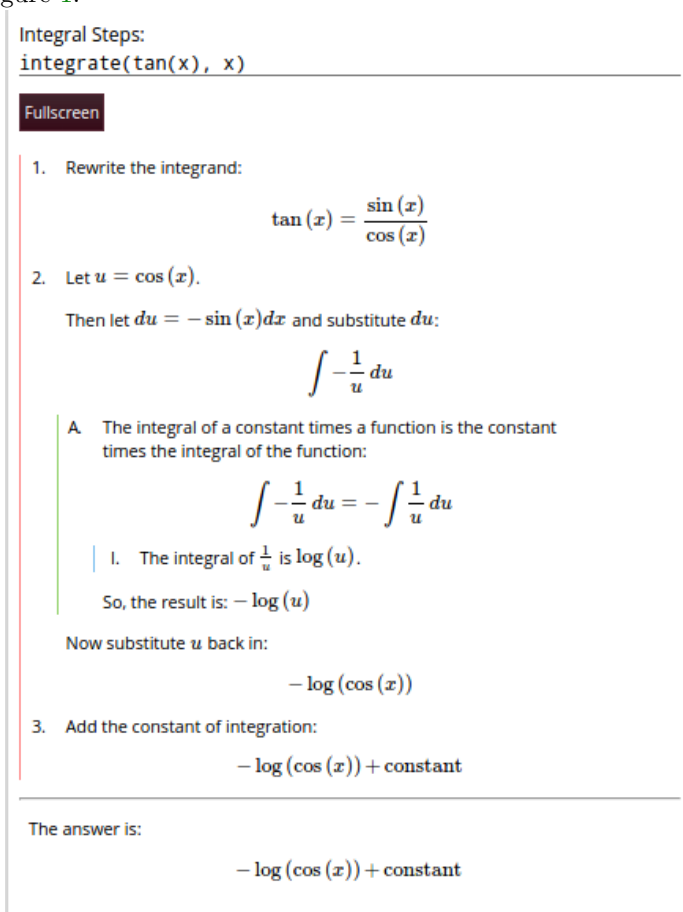 gure 1.
Integral Steps:
integrate(tan(x), x)
Fullscreen
1. Rewrite the integrand:
tan (x) = sin (x) / cos (x)
2. Let u = cos (x).
Then let du = − sin (x)dx and substitute du:
∫ −1/u du
A. The integral of a constant times a function is the constant
times the integral of the function:
∫ −1/u du = − ∫ 1/u du
I. The integral of 1/u is log (u).
So, the result is: − log (u)
Now substitute u back in:
− log (cos (x))
3. Add the constant of integration:
− log (cos (x)) + constant
The answer is:
− log (cos (x)) + constant